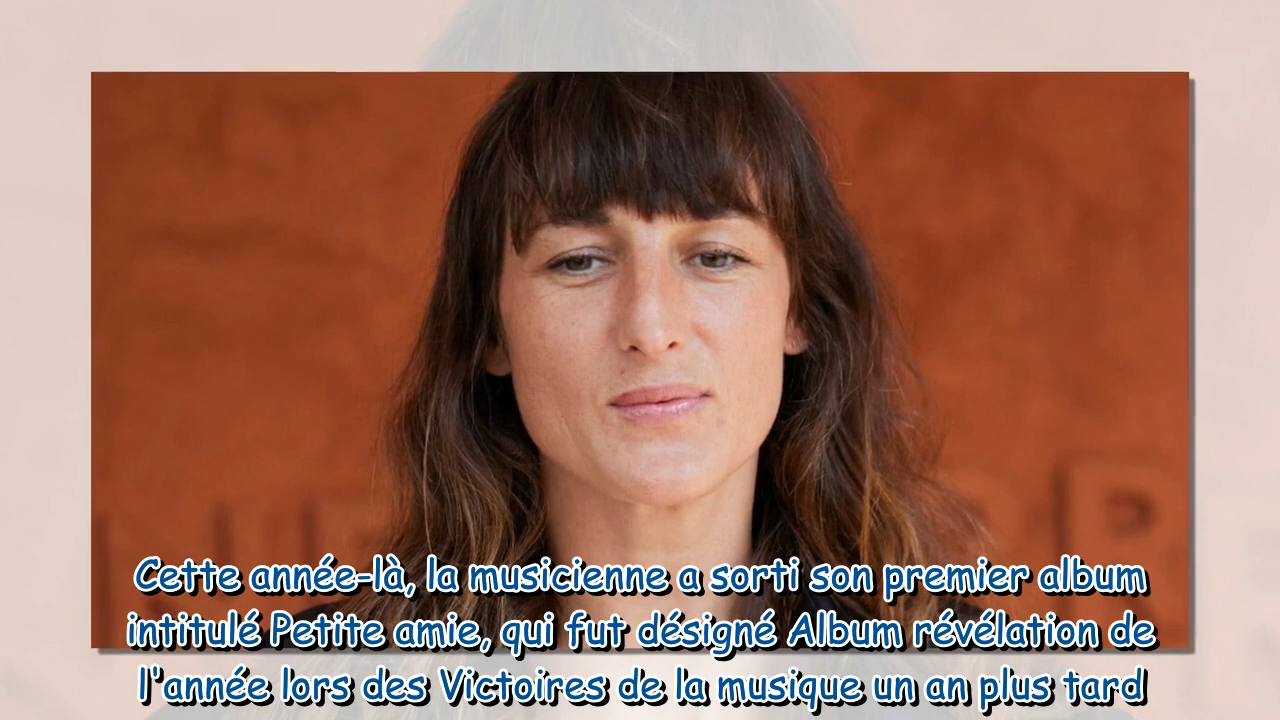 Cette année-là, la musicienne a sorti son premier album
intitulé Petite amie, qui fut désigné Album révélation de
l'année lors des Victoires de la musique un an plus tard